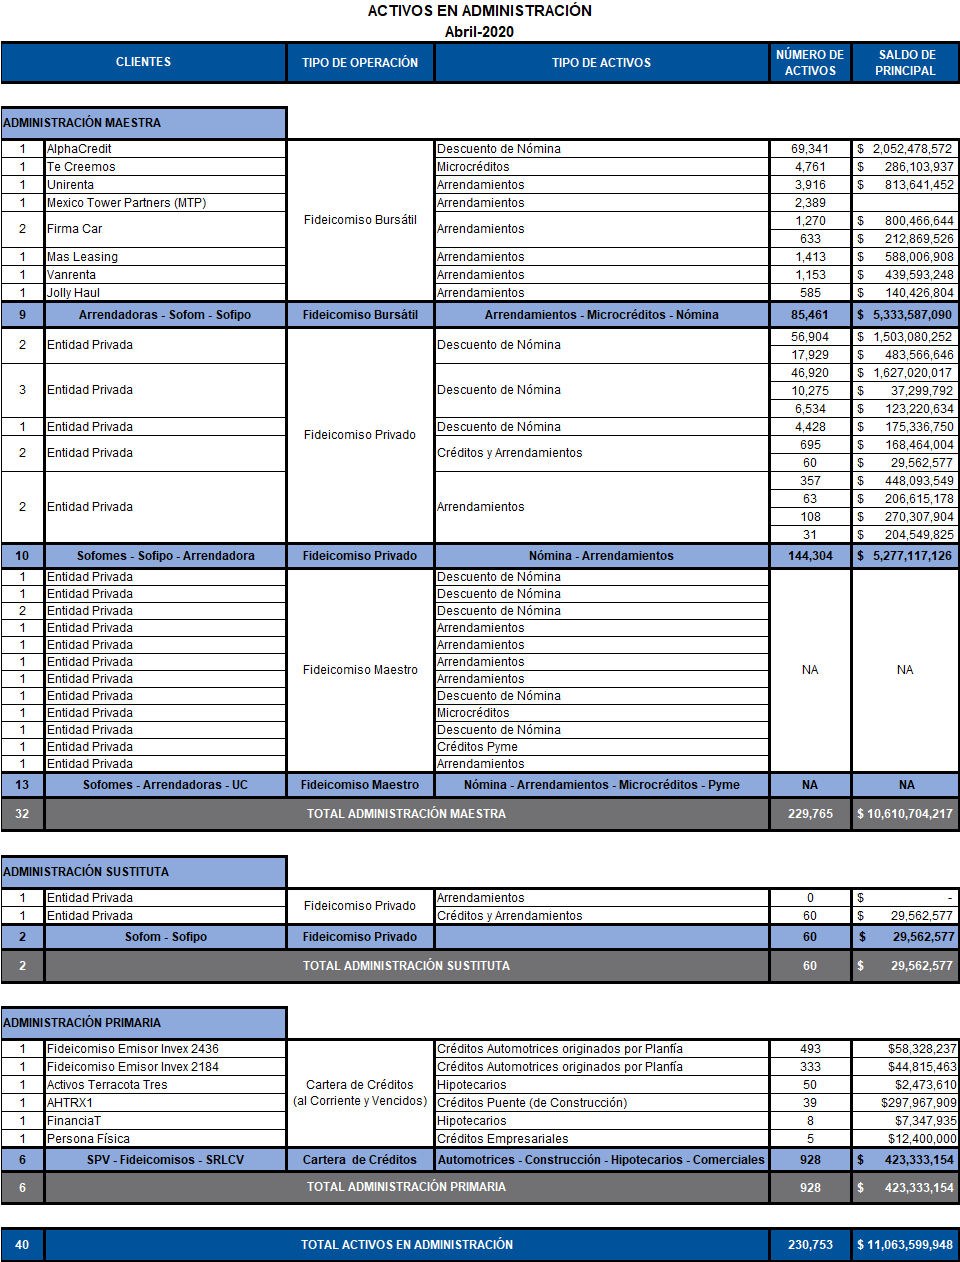 ACTIVOS EN ADMINISTRACIÓN
Abril-2020
CLIENTES TIPO DE OPERACIÓN TIPO DE ACTIVOS NÚMERO DE ACTIVOS SALDO DE PRINCIPAL
ADMINISTRACIÓN MAESTRA
1 AlphaCredit Descuento de Nómina 69,341 $ 2,052,478,572
1 Te Creemos Microcréditos 4,761 $ 286,103,937
1 Unirenta Arrendamientos 3,916 $ 813,641,452
1 Mexico Tower Partners (MTP) Arrendamientos 2,389
Fideicomiso Bursátil
2 Firma Car Arrendamientos 1,270 $ 800,466,644
633 $ 212,869,526
1 Mas Leasing Arrendamientos 1,413 $ 588,006,908
1 Vanrenta Arrendamientos 1,153 $ 439,593,248
1 Jolly Haul Arrendamientos 585 $ 140,426,804
9 Arrendadoras - Sofom - Sofipo Fideicomiso Bursátil Arrendamientos - Microcréditos - Nómina 85,461 $ 5,333,587,090
2 Entidad Privada Descuento de Nómina 56,904 $ 1,503,080,252
17,929 $ 483,566,646
3 Entidad Privada Descuento de Nómina 46,920 $ 1,627,020,017
10,275 $ 37,299,792
6,534 $ 123,220,634
1 Entidad Privada Descuento de Nómina 4,428 $ 175,336,750
Fideicomiso Privado
2 Entidad Privada Créditos y Arrendamientos 695 $ 168,464,004
60 $ 29,562,577
2 Entidad Privada Arrendamientos 357 $ 448,093,549
63 $ 206,615,178
108 $ 270,307,904
31 $ 204,549,825
10 Sofomes - Sofipo - Arrendadora Fideicomiso Privado Nómina - Arrendamientos 144,304 $ 5,277,117,126
1 Entidad Privada Descuento de Nómina
1 Entidad Privada Descuento de Nómina
2 Entidad Privada Descuento de Nómina
1 Entidad Privada Arrendamientos
1 Entidad Privada Arrendamientos
1 Entidad Privada Arrendamientos
Fideicomiso Maestro NA NA
1 Entidad Privada Arrendamientos
1 Entidad Privada Descuento de Nómina
1 Entidad Privada Microcréditos
1 Entidad Privada Descuento de Nómina
1 Entidad Privada Créditos Pyme
1 Entidad Privada Arrendamientos
13 Sofomes - Arrendadoras - UC Fideicomiso Maestro Nómina - Arrendamientos - Microcréditos - Pyme NA NA
32 TOTAL ADMINISTRACIÓN MAESTRA 229,765 $ 10,610,704,217
ADMINISTRACIÓN SUSTITUTA
1 Entidad Privada Arrendamientos 0 $ -
Fideicomiso Privado
1 Entidad Privada Créditos y Arrendamientos 60 $ 29,562,577
2 Sofom - Sofipo Fideicomiso Privado 60 $ 29,562,577
2 TOTAL ADMINISTRACIÓN SUSTITUTA 60 $ 29,562,577
ADMINISTRACIÓN PRIMARIA
1 Fideicomiso Emisor Invex 2436 Créditos Automotrices originados por Planfía 493 $58,328,237
1 Fideicomiso Emisor Invex 2184 Créditos Automotrices originados por Planfía 333 $44,815,463
1 Activos Terracota Tres Cartera de Créditos Hipotecarios 50 $2,473,610
1 AHTRX1 (al Corriente y Vencidos) Créditos Puente (de Construcción) 39 $297,967,909
1 FinanciaT Hipotecarios 8 $7,347,935
1 Persona Física Créditos Empresariales 5 $12,400,000
6 SPV - Fideicomisos - SRLCV Cartera de Créditos Automotrices - Construcción - Hipotecarios - Comerciales 928 $ 423,333,154
6 TOTAL ADMINISTRACIÓN PRIMARIA 928 $ 423,333,154
40 TOTAL ACTIVOS EN ADMINISTRACIÓN 230,753 $ 11,063,599,948